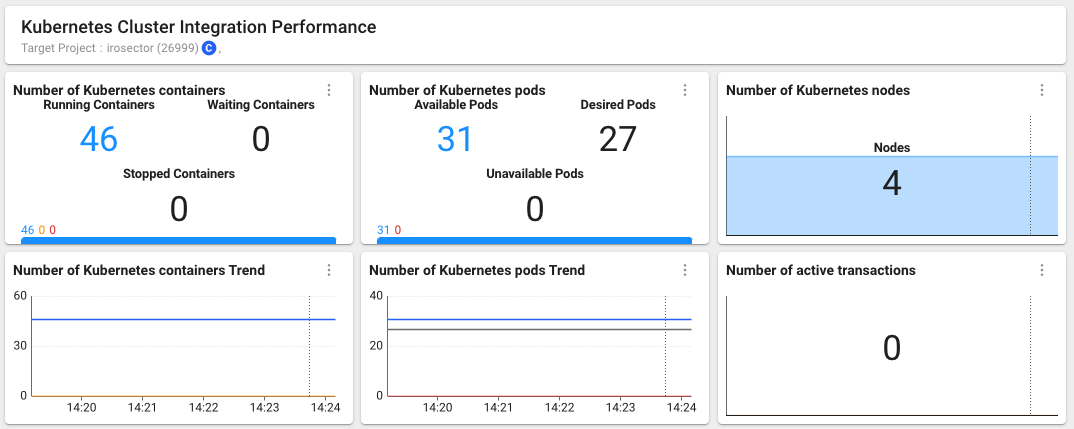 Kubernetes Cluster Integration Performance
Target Project : irosector (26999) C ,
Number of Kubernetes containers
Running Containers Waiting Containers
46 0
Stopped Containers
0
46 0 0
Number of Kubernetes pods
Available Pods Desired Pods
31 27
Unavailable Pods
0
31 0
Number of Kubernetes nodes
Nodes
4
Number of Kubernetes containers Trend
60
30
0
14:20 14:21 14:22 14:23 14:24
Number of Kubernetes pods Trend
40
20
0
14:20 14:21 14:22 14:23 14:24
Number of active transactions
0